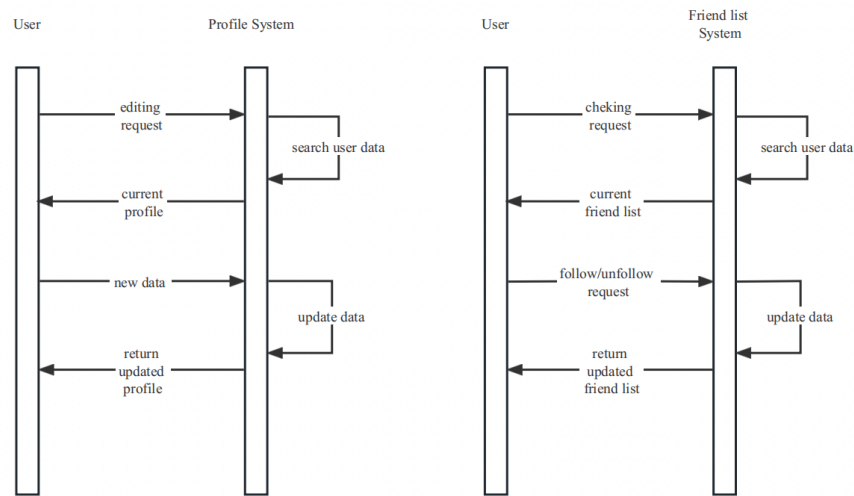 User
Profile System
editing
request
search user data
current
profile
new data
update data
return
updated
profile
User
Friend list
System
cheking
request
search user data
current
friend list
follow/unfollow
request
update data
return
updated
friend list